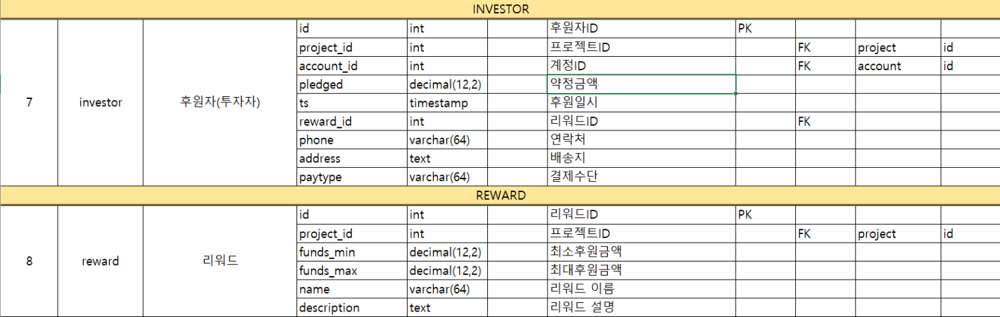 INVESTOR
id int 후원자ID PK
project_id int 프로젝트ID FK project id
account_id int 계정ID FK account id
pledged decimal(12,2) 약정금액
7 investor 후원자(투자자) ts timestamp 후원일시
reward_id int 리워드ID FK
phone varchar(64) 연락처
address text 배송지
paytype varchar(64) 결제수단
REWARD
id int 리워드ID PK
project_id int 프로젝트ID FK project id
funds_min decimal(12,2) 최소후원금액
8 reward 리워드 funds_max decimal(12,2) 최대후원금액
name varchar(64) 리워드 이름
description text 리워드 설명